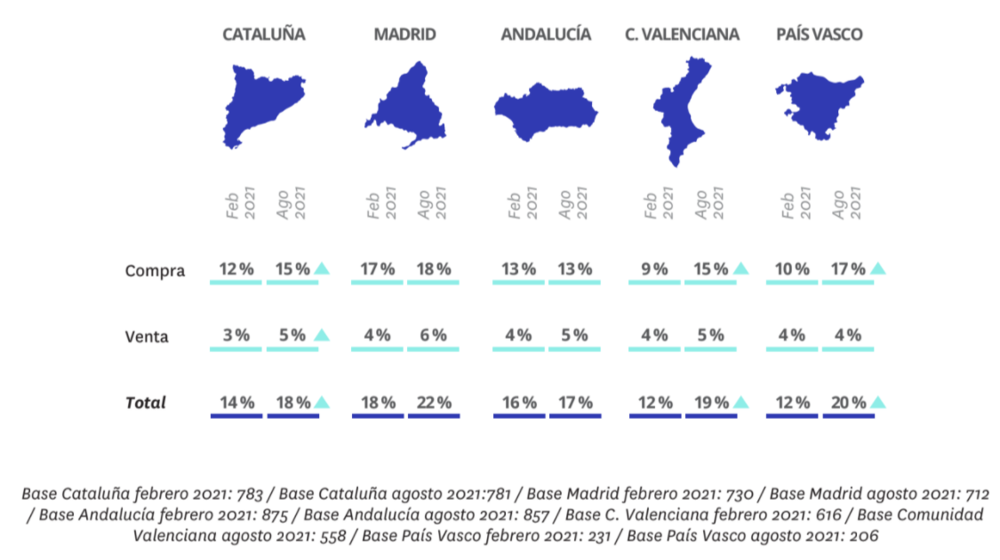 CATALUÑA MADRID ANDALUCÍA C. VALENCIANA PAÍS VASCO
Feb 2021 Ago 2021 Feb 2021 Ago 2021 Feb 2021 Ago 2021 Feb 2021 Ago 2021 Feb 2021 Ago 2021
Compra 12 % 15 % 17 % 18 % 13 % 13 % 9 % 15 % 10 % 17 %
Venta 3 % 5 % 4 % 6 % 4 % 5 % 4 % 5 % 4 % 4 %
Total 14 % 18 % 18 % 22 % 16 % 17 % 12 % 19 % 12 % 20 %
Base Cataluña febrero 2021: 783 / Base Cataluña agosto 2021:781 / Base Madrid febrero 2021: 730 / Base Madrid agosto 2021: 712
/ Base Andalucía febrero 2021: 875 / Base Andalucía agosto 2021: 857 / Base C. Valenciana febrero 2021: 616 / Base Comunidad
Valenciana agosto 2021: 558 / Base País Vasco febrero 2021: 231 / Base País Vasco agosto 2021: 206